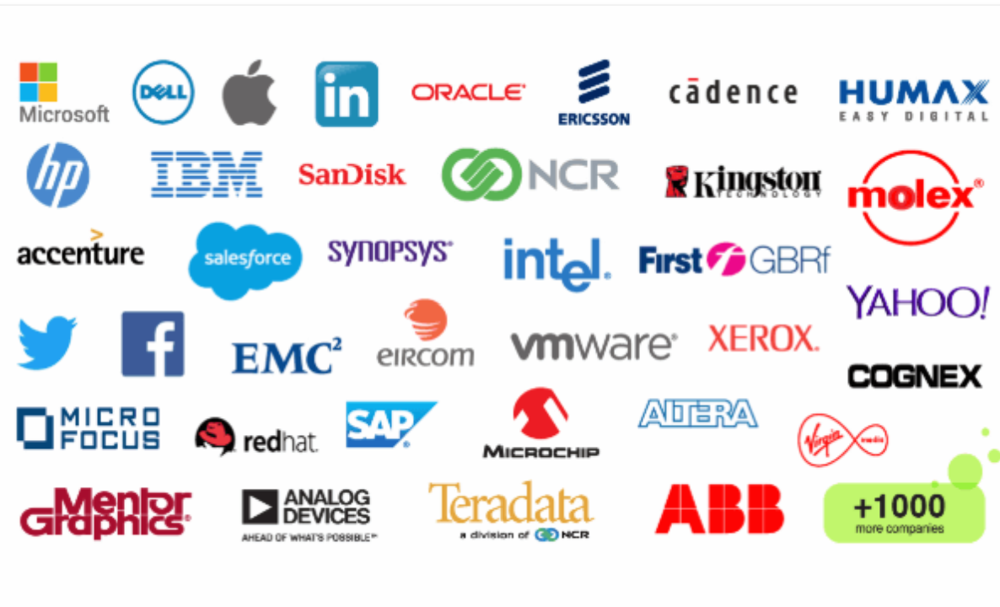 Microsoft
DELL
in
ORACLE®
ERICSSON
cādence
HUMAX
EASY DIGITAL
hp
IBM
SanDisk
NCR
Kingston
TECHNOLOGY
molex®
>
accenture
salesforce
SYNOPSYS®
intel®
First f GBRf
YAHOO!
f
EMC²
eircom
vmware®
XEROX®
COGNEX
MICRO
FOCUS
redhat.
SAP®
MICROCHIP
ALTERA
Virgin media
Mentor
Graphics®
ANALOG
DEVICES
AHEAD OF WHAT'S POSSIBLE™
Teradata
a division of NCR
ABB
+1000
more companies